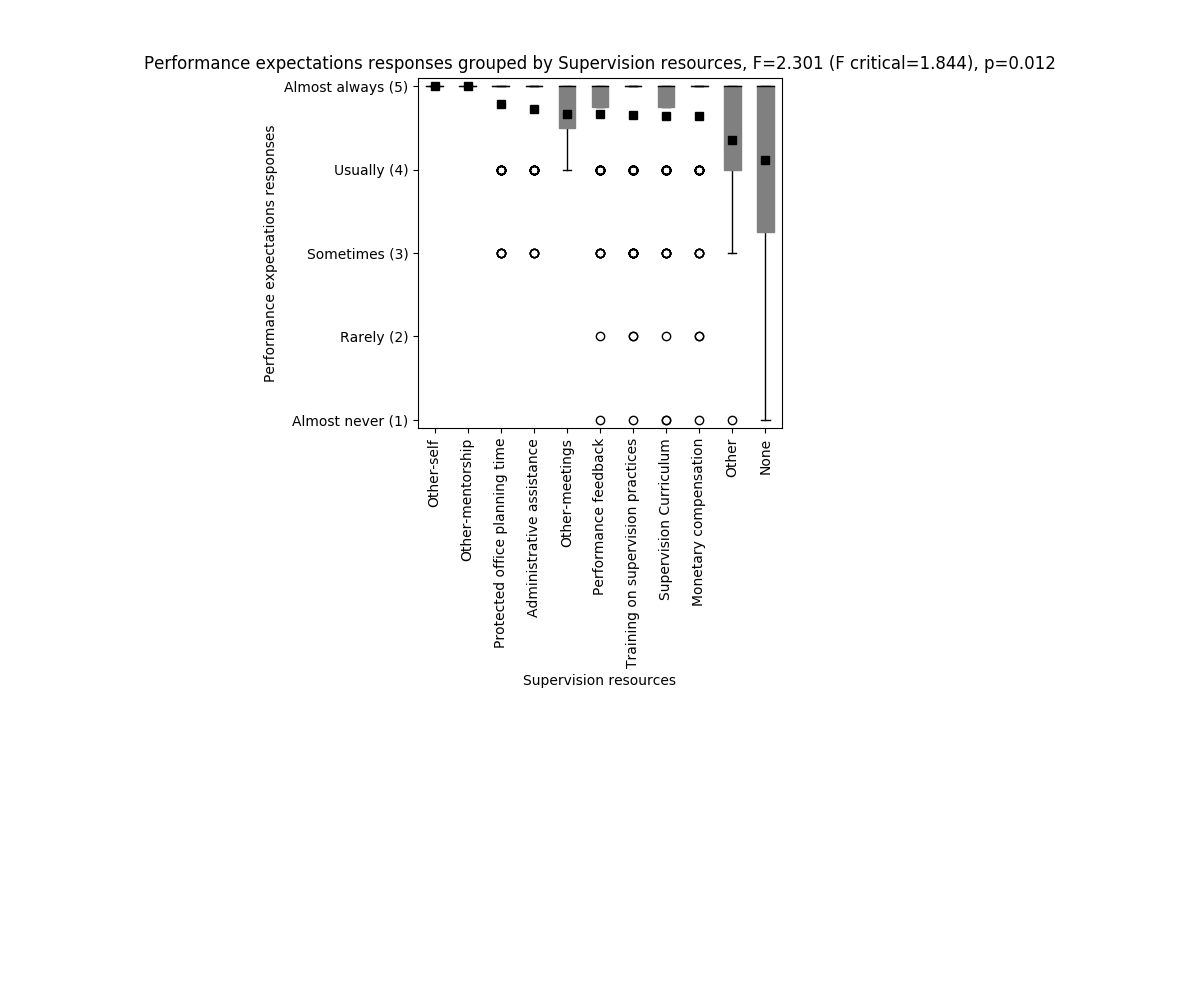 Performance expectations responses grouped by Supervision resources, F=2.301 (F critical=1.844), p=0.012
Performance expectations responses
Almost always (5)
Usually (4)
Sometimes (3)
Rarely (2)
Almost never (1)
Other-self
Other-mentorship
Protected office planning time
Administrative assistance
Other-meetings
Performance feedback
Training on supervision practices
Supervision Curriculum
Monetary compensation
Other
None
Supervision resources